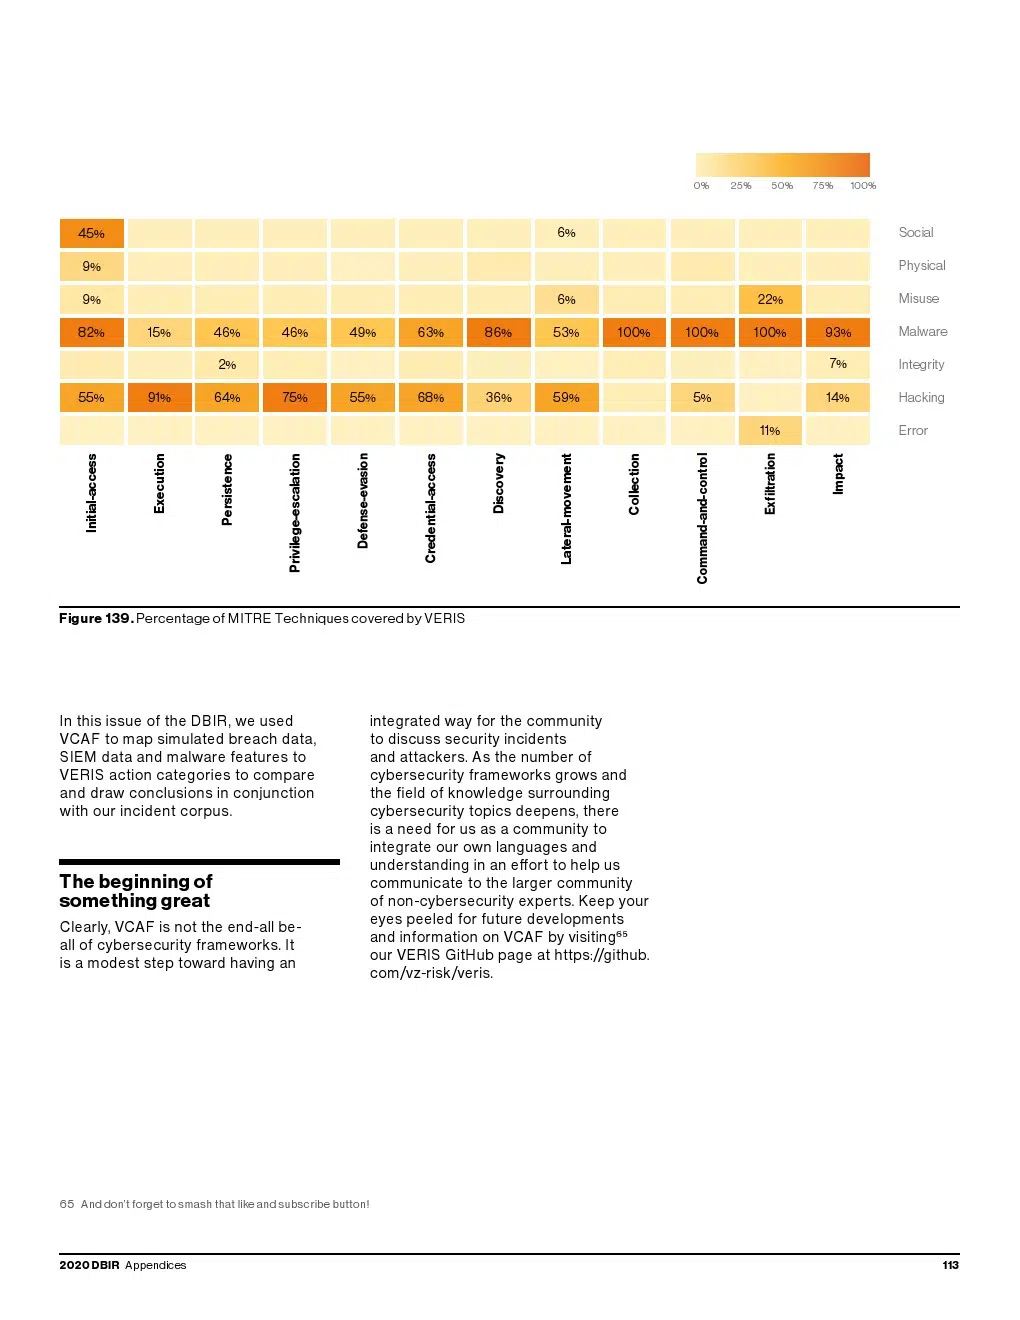 0% 25% 50% 75% 100%
45% 6% Social
9% Physical
9% 6% 22% Misuse
82% 15% 46% 46% 49% 63% 86% 53% 100% 100% 100% 93% Malware
2% 7% Integrity
55% 91% 64% 75% 55% 68% 36% 59% 5% 14% Hacking
11% Error
Initial-access
Execution
Persistence
Privilege-escalation
Defense-evasion
Credential-access
Discovery
Lateral-movement
Collection
Command-and-control
Exfiltration
Impact
Figure 139. Percentage of MITRE Techniques covered by VERIS
In this issue of the DBIR, we used
VCAF to map simulated breach data,
SIEM data and malware features to
VERIS action categories to compare
and draw conclusions in conjunction
with our incident corpus.
The beginning of
something great
Clearly, VCAF is not the end-all be-
all of cybersecurity frameworks. It
is a modest step toward having an
integrated way for the community
to discuss security incidents
and attackers. As the number of
cybersecurity frameworks grows and
the field of knowledge surrounding
cybersecurity topics deepens, there
is a need for us as a community to
integrate our own languages and
understanding in an effort to help us
communicate to the larger community
of non-cybersecurity experts. Keep your
eyes peeled for future developments
and information on VCAF by visiting⁶⁵
our VERIS GitHub page at https://github.
com/vz-risk/veris.
65 And don't forget to smash that like and subscribe button!
2020 DBIR Appendices 113